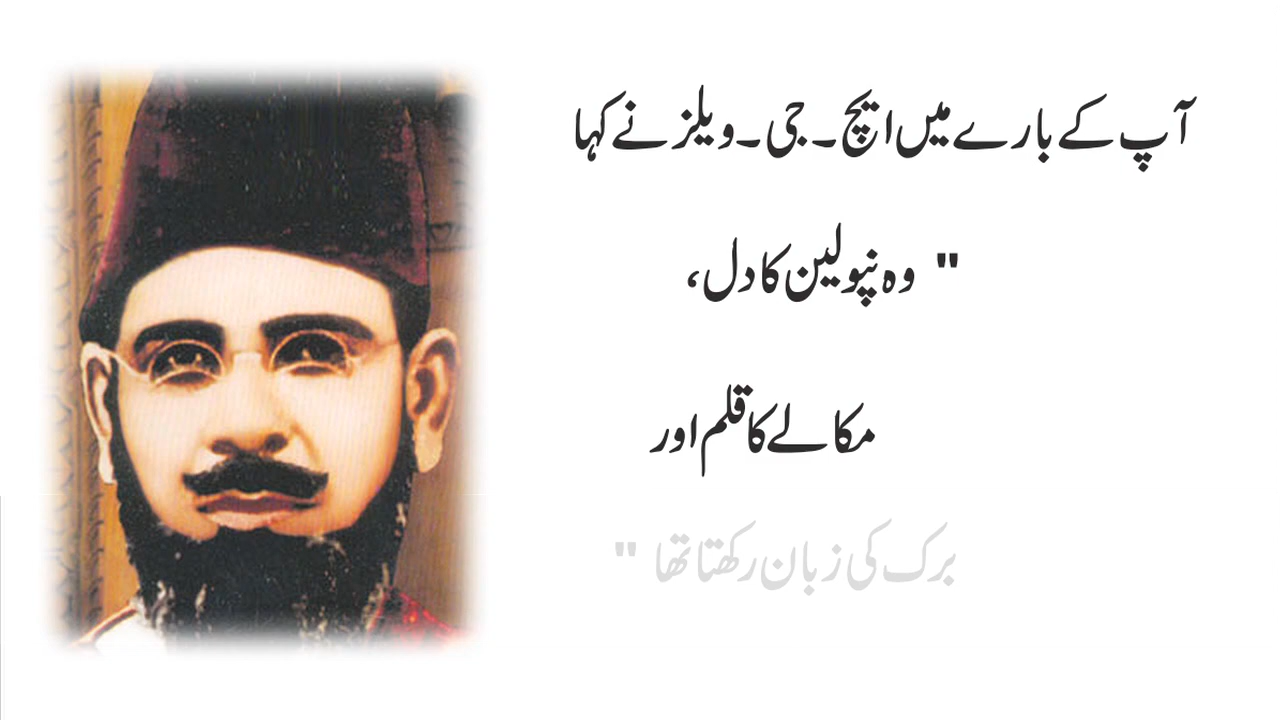 آپ کے بارے میں ایچ۔جی۔ویلز نے کہا
" وہ نپولین کا دل،
مکالے کا قلم اور
برک کی زبان رکھتا تھا "